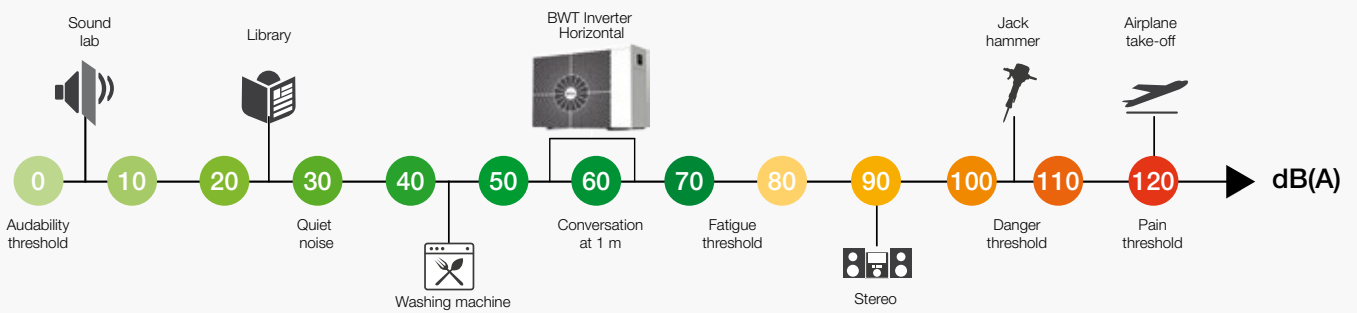 Sound
lab
Library
BWT Inverter
Horizontal
Jack
hammer
Airplane
take-off
0
10
20
30
40
50
60
70
80
90
100
110
120
dB(A)
Audability
threshold
Quiet
noise
Conversation
at 1 m
Fatigue
threshold
Danger
threshold
Pain
threshold
Washing machine
Stereo